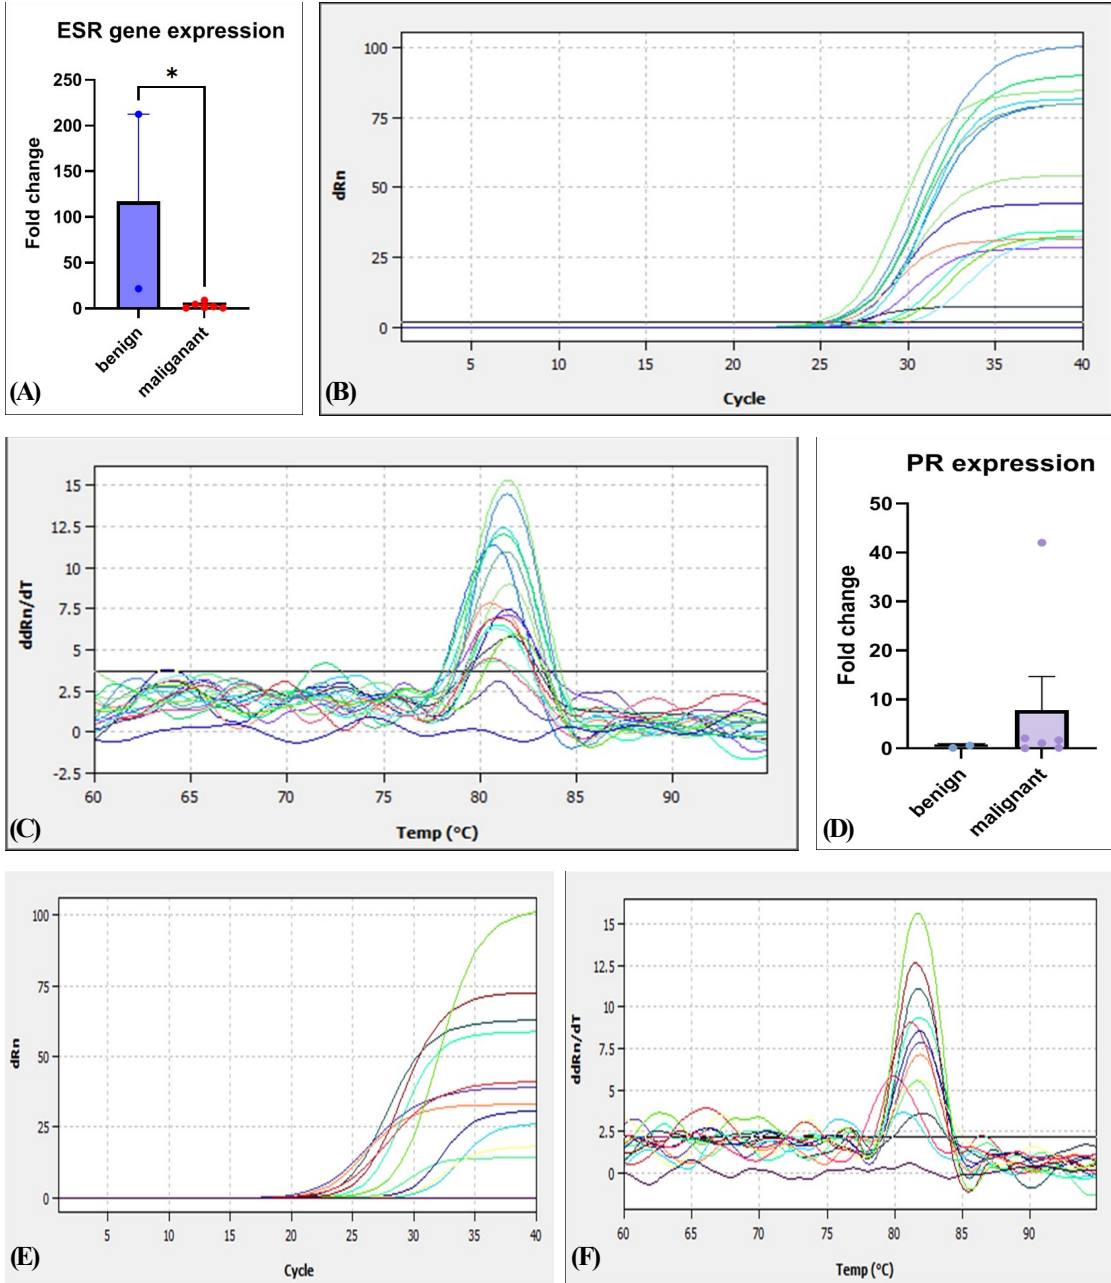 ESR gene expression
*
250
200
150
100
50
0
Fold change
benign
maliganant
(A)
100
75
50
25
0
dRn
5 10 15 20 25 30 35 40
Cycle
(B)
15
12.5
10
7.5
5
2.5
0
-2.5
ddRn/dT
60 65 70 75 80 85 90
Temp (°C)
(C)
PR expression
50
40
30
20
10
0
Fold change
benign
malignant
(D)
100
75
50
25
0
dRn
5 10 15 20 25 30 35 40
Cycle
(E)
15
12.5
10
7.5
5
2.5
0
ddRn/dT
60 65 70 75 80 85 90
Temp (°C)
(F)